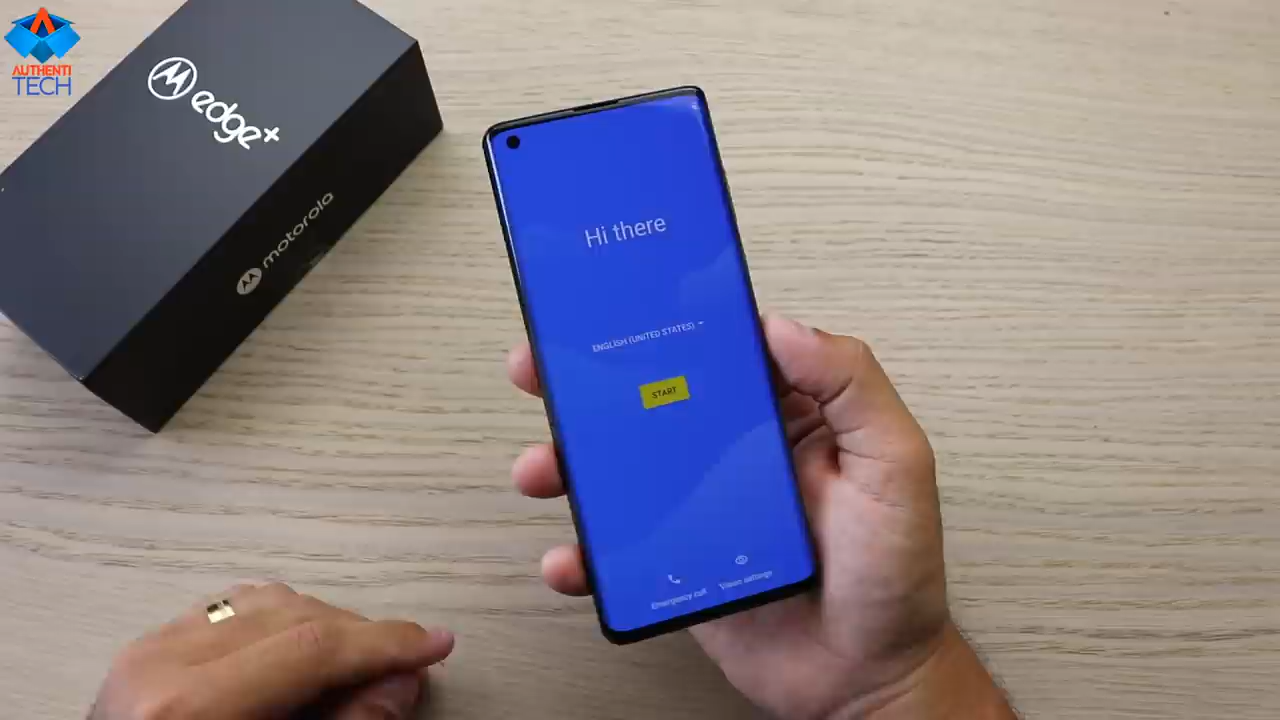 AUTHENTI
TECH
edge+
motorola
Hi there
ENGLISH (UNITED STATES)
START
Emergency call
Vision settings